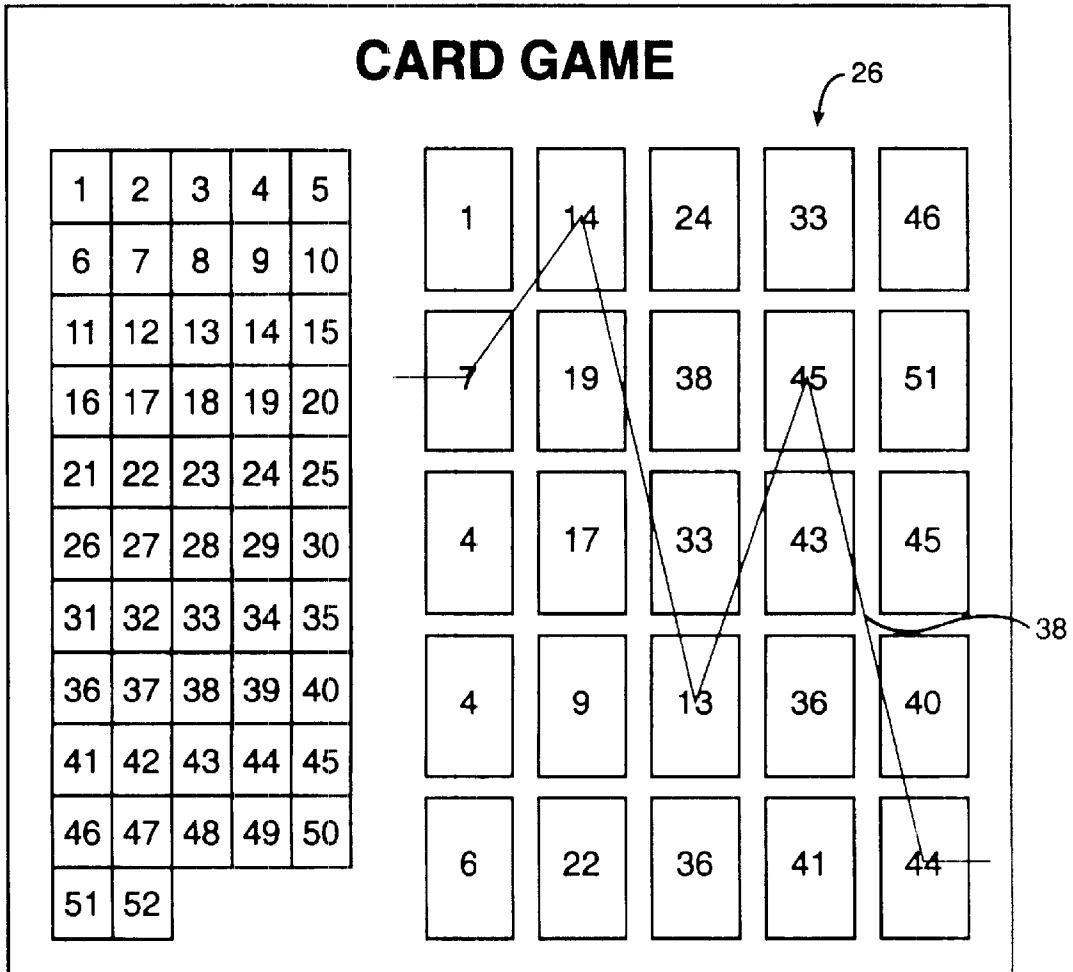 CARD GAME
26
1 2 3 4 5
6 7 8 9 10
11 12 13 14 15
16 17 18 19 20
21 22 23 24 25
26 27 28 29 30
31 32 33 34 35
36 37 38 39 40
41 42 43 44 45
46 47 48 49 50
51 52
1 14 24 33 46
7 19 38 45 51
4 17 33 43 45
38
4 9 13 36 40
6 22 36 41 44